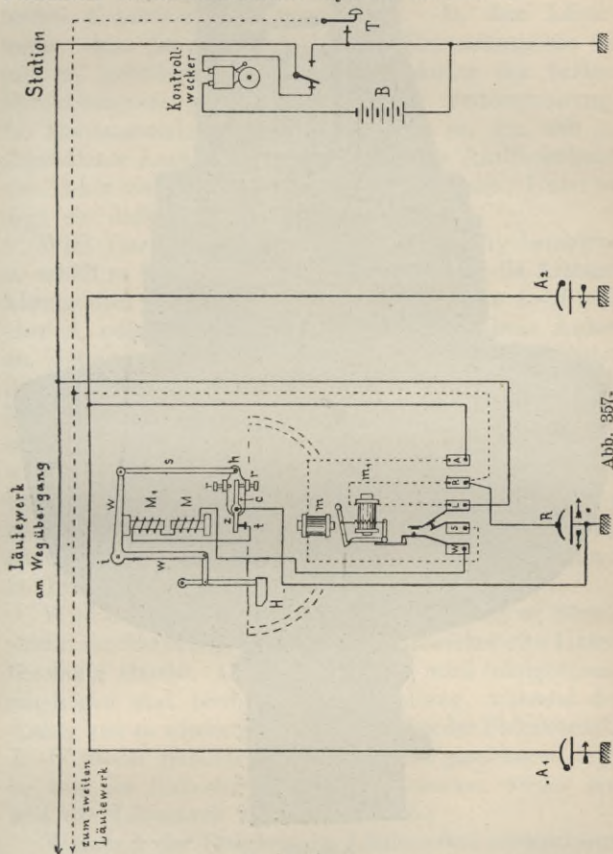 Station
Kontroll-
wecker
B
T
Läutewerk
am Wegübergang
w
s
M₁
M
h
r
r
c
z
t
i
w
H
m
m₁
A
R
L
S
W
zum zweiten
Läutewerk
A₁
R
A₂
Abb. 357.